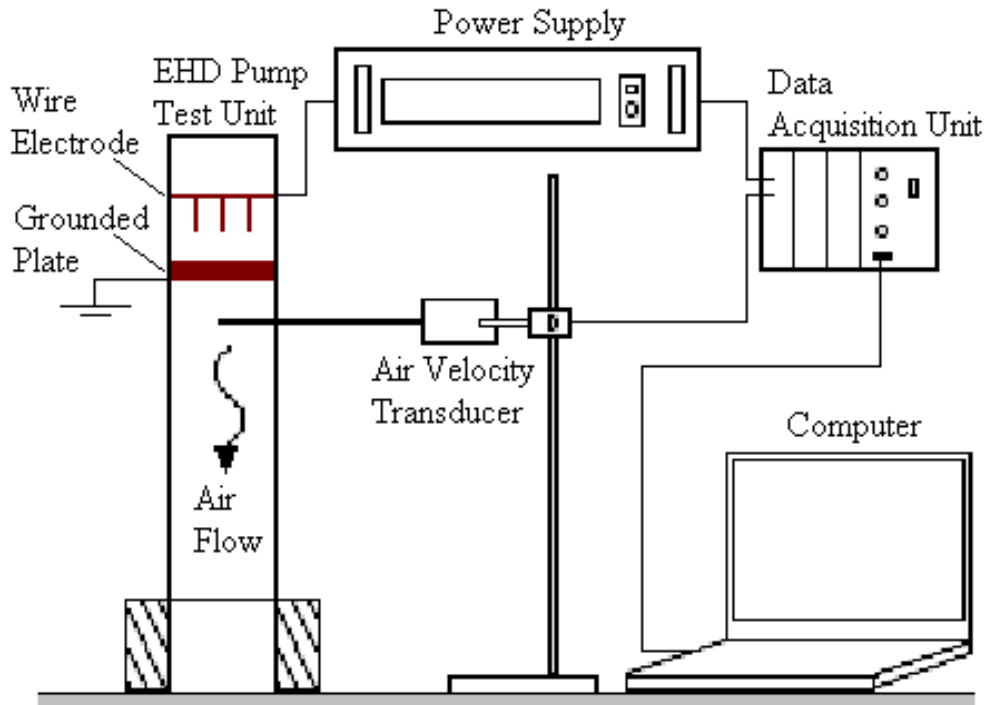 Power Supply
EHD Pump
Test Unit
Wire
Electrode
Data
Acquisition Unit
Grounded
Plate
Air Velocity
Transducer
Computer
Air
Flow